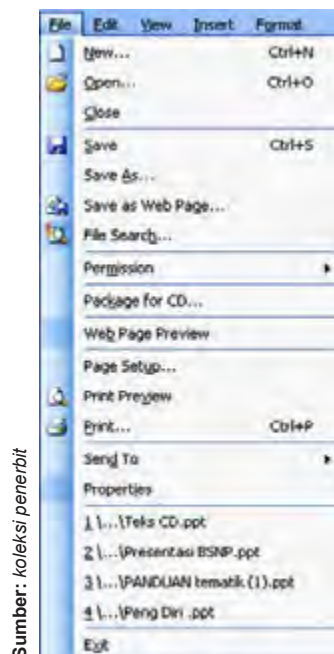 File Edit View Insert Format
New... Ctrl+N
Open... Ctrl+O
Close
Save Ctrl+S
Save As...
Save as Web Page...
File Search...
Permission
Package for CD...
Web Page Preview
Page Setup...
Print Preview
Print... Ctrl+P
Send To
Properties
1 \...\Teks CD.ppt
2 \...\Presentasi BSNP.ppt
3 \...\PANDUAN tematik (1).ppt
4 \...\Peng Diri .ppt
Exit
Sumber: koleksi penerbit